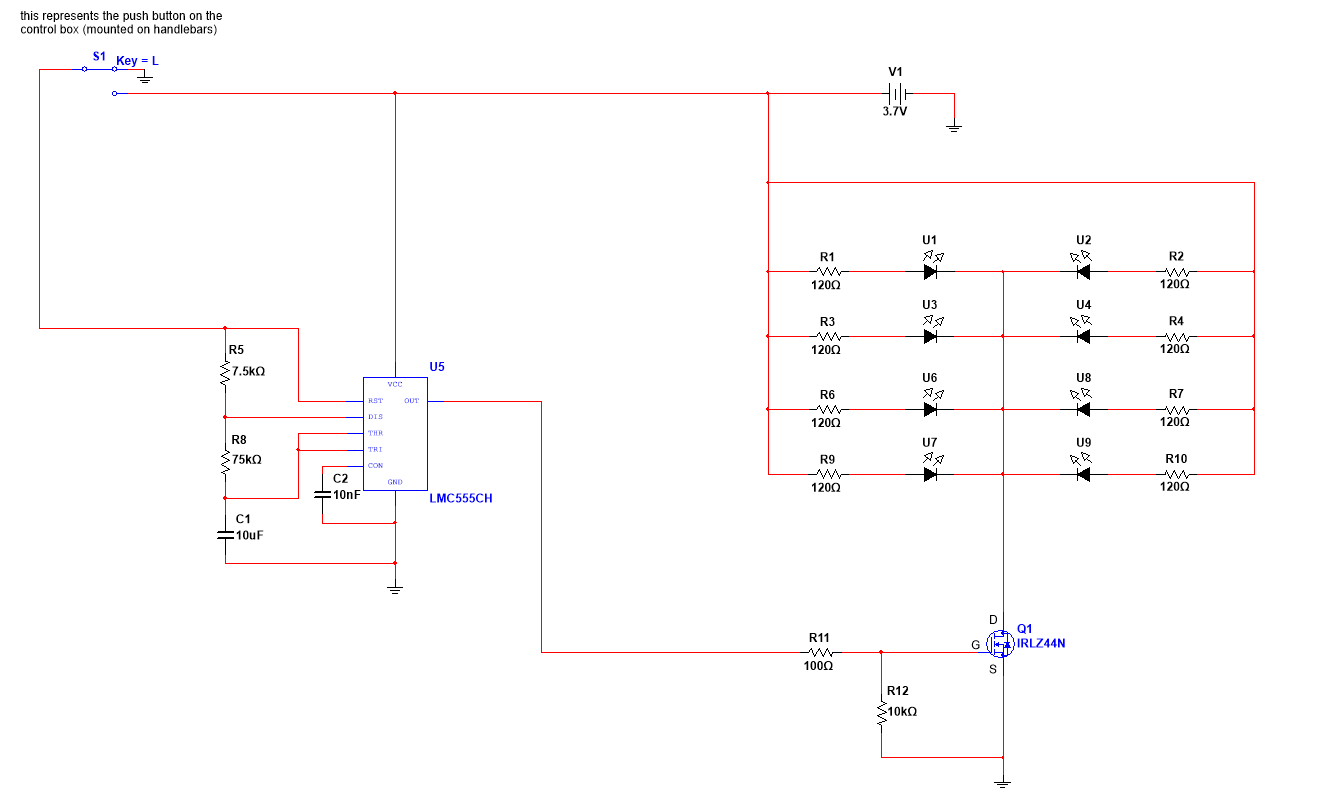 this represents the push button on the
control box (mounted on handlebars)
S1
Key = L
V1
3.7V
U1
U2
R1
R2
120Ω
120Ω
U3
U4
R3
R4
120Ω
120Ω
R5
7.5kΩ
U5
VCC
RST
OUT
DIS
THR
TRI
CON
GND
LMC555CH
U6
U8
R6
R7
120Ω
120Ω
R8
75kΩ
U7
U9
R9
R10
120Ω
120Ω
C2
10nF
C1
10uF
D
Q1
G
IRLZ44N
S
R11
100Ω
R12
10kΩ